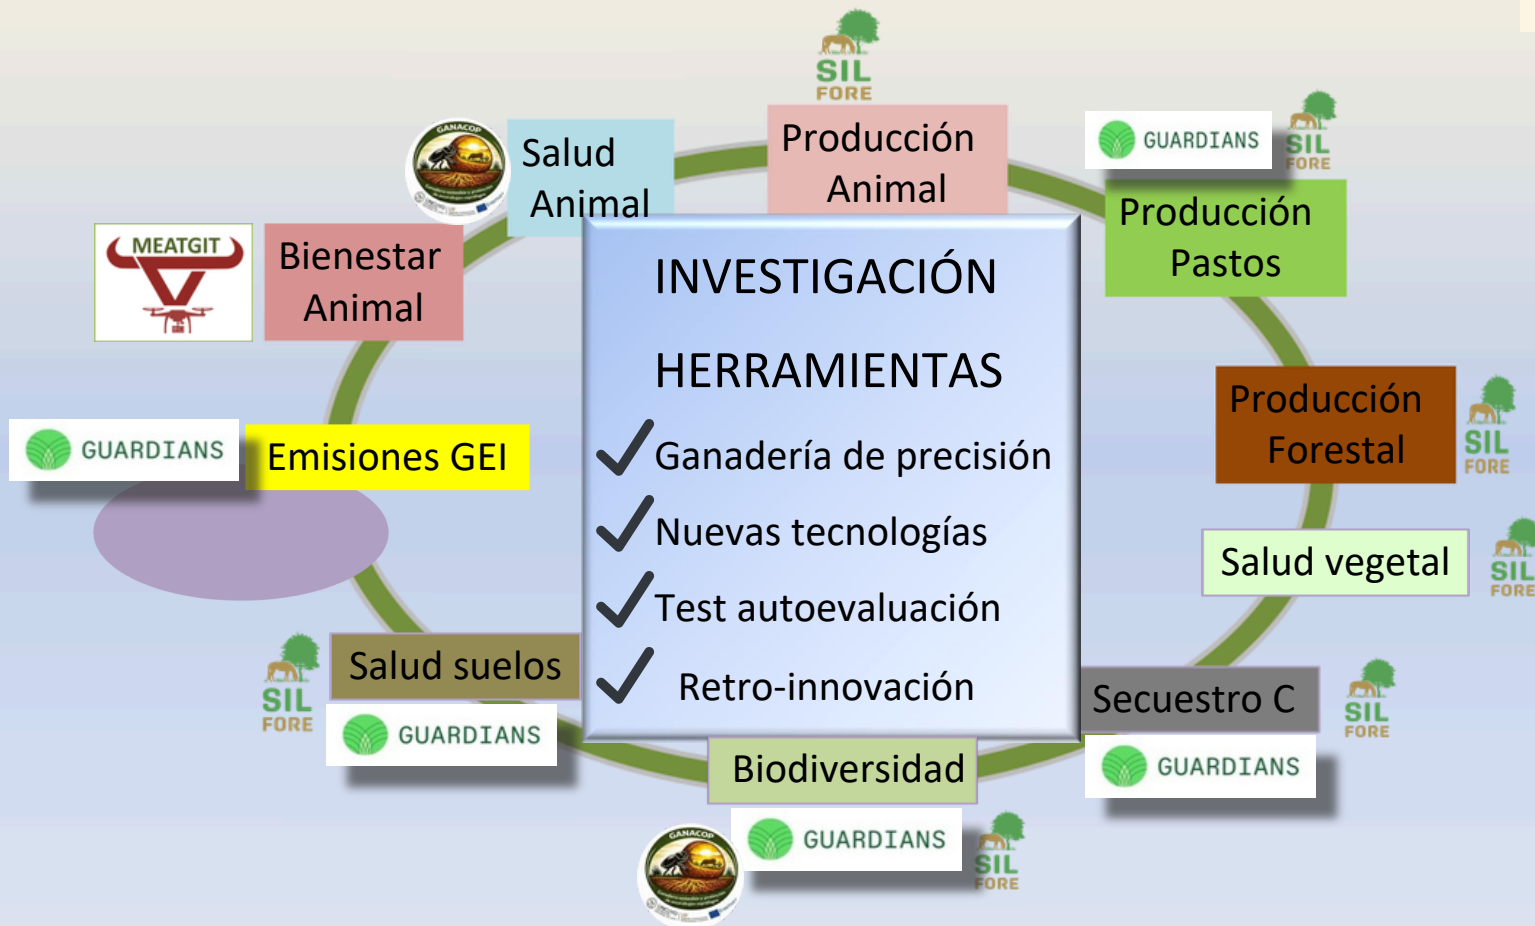 SIL
FORE
GANACOP
Salud
Animal
Producción
Animal
GUARDIANS
SIL
FORE
Producción
Pastos
MEATGIT
Bienestar
Animal
INVESTIGACIÓN
HERRAMIENTAS
Ganadería de precisión
Nuevas tecnologías
Test autoevaluación
Retro-innovación
Producción
Forestal
SIL
FORE
GUARDIANS
Emisiones GEI
Salud vegetal
SIL
FORE
SIL
FORE
Salud suelos
GUARDIANS
Secuestro C
SIL
FORE
GUARDIANS
Biodiversidad
GANACOP
GUARDIANS
SIL
FORE